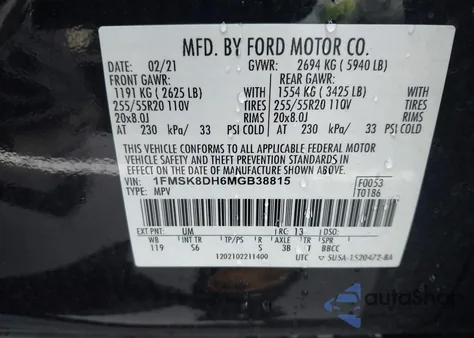 MFD. BY FORD MOTOR CO.
DATE: 02/21 GVWR: 2694 KG ( 5940 LB)
FRONT GAWR: REAR GAWR:
1191 KG ( 2625 LB) WITH 1554 KG ( 3425 LB) WITH
255/55R20 110V TIRES 255/55R20 110V TIRES
20x8.0J RIMS 20x8.0J RIMS
AT 230 kPa/ 33 PSI COLD AT 230 kPa/ 33 PSI COLD
THIS VEHICLE CONFORMS TO ALL APPLICABLE FEDERAL MOTOR
VEHICLE SAFETY AND THEFT PREVENTION STANDARDS IN
EFFECT ON THE DATE OF MANUFACTURE SHOWN ABOVE.
VIN: 1FMSK8DH6MGB38815 F0053
TYPE: MPV T0186
EXT PNT: UM RC: 13 DSO:
WB INT TR TP/PS R AXLE TR SPR
119 S6 S 3B T BBCC
1202102211400 UTC 5U5A-1520472-BA
autoStat